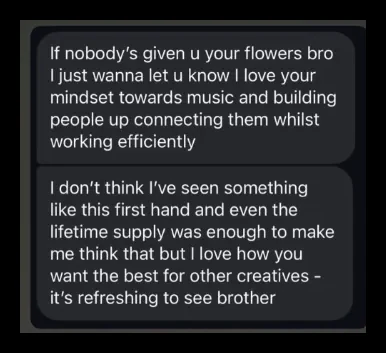 If nobody's given u your flowers bro
I just wanna let u know I love your
mindset towards music and building
people up connecting them whilst
working efficiently
I don't think I've seen something
like this first hand and even the
lifetime supply was enough to make
me think that but I love how you
want the best for other creatives -
it's refreshing to see brother